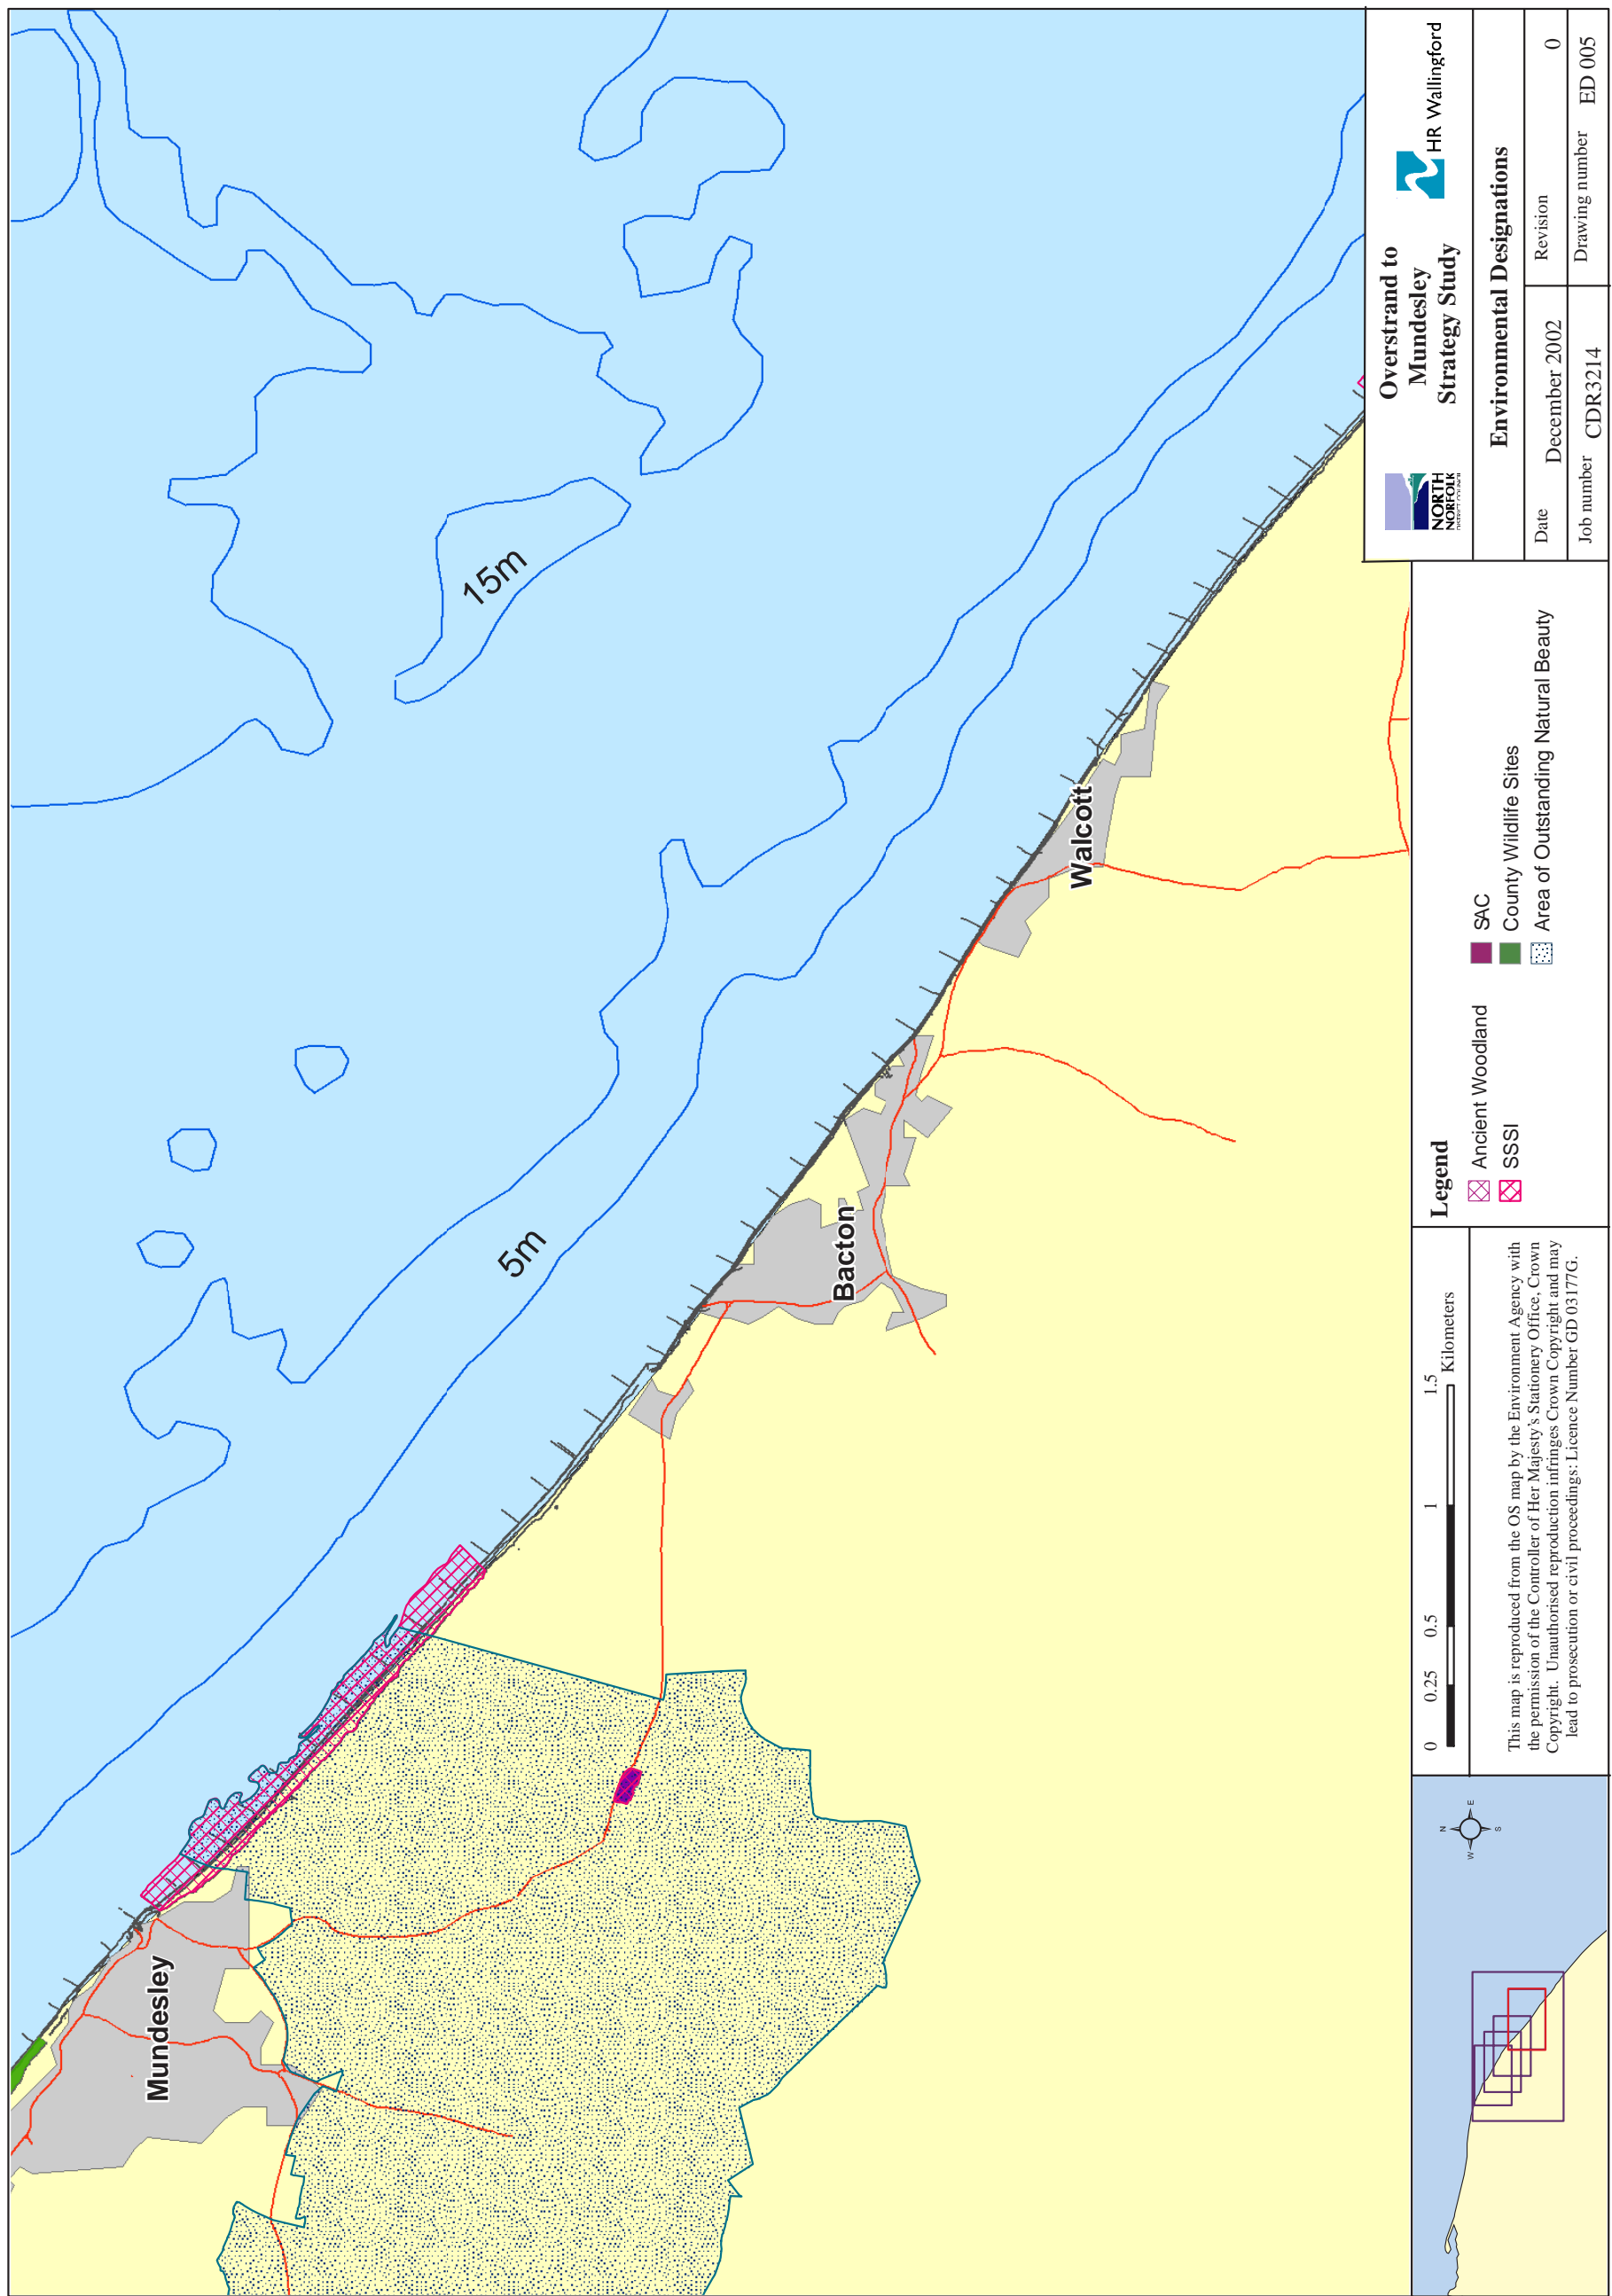 15m
5m
Mundesley
Bacton
Walcott
N
W
E
S
0 0.25 0.5 1 1.5
Kilometers
This map is reproduced from the OS map by the Environment Agency with
the permission of the Controller of Her Majesty's Stationery Office, Crown
Copyright. Unauthorised reproduction infringes Crown Copyright and may
lead to prosecution or civil proceedings: Licence Number GD 03177G.
Legend
Ancient Woodland
SSSI
SAC
County Wildlife Sites
Area of Outstanding Natural Beauty
NORTH
NORFOLK
DISTRICT COUNCIL
Overstrand to
Mundesley
Strategy Study
HR Wallingford
Environmental Designations
Date December 2002
Revision 0
Job number CDR3214
Drawing number ED 005